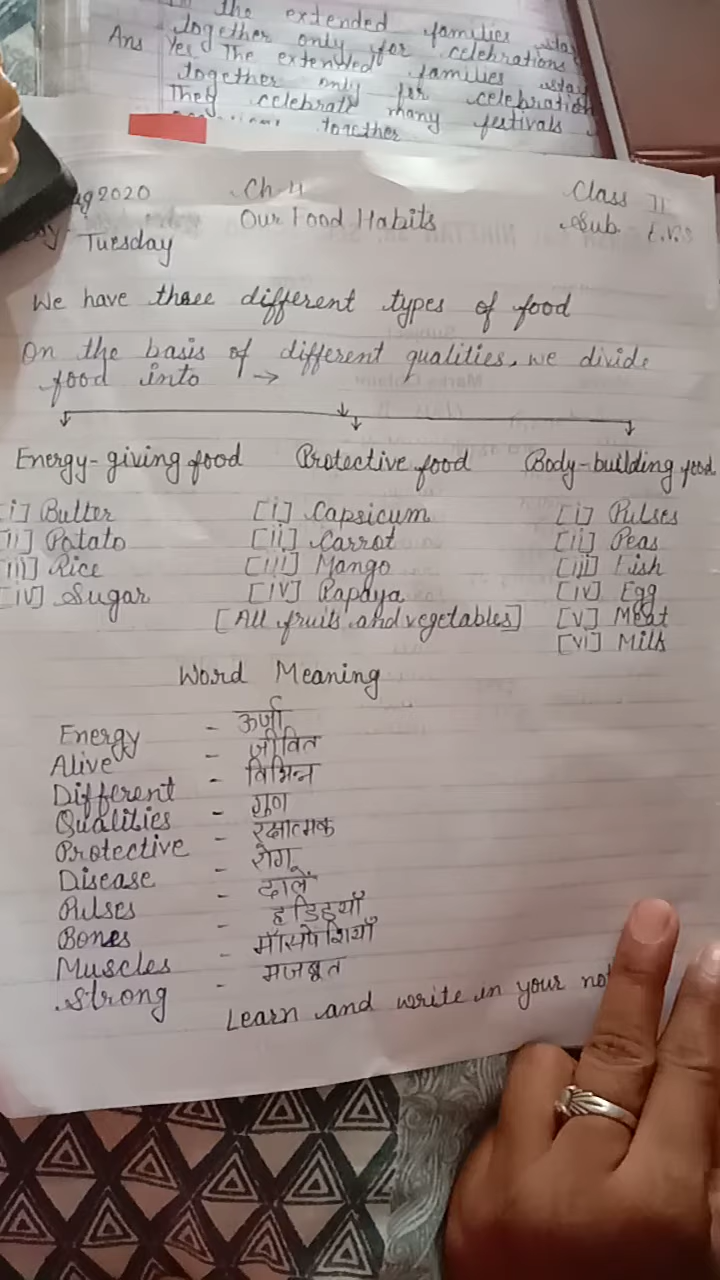 the extended families stay
together only for celebrations
Ans Yes The extended families stay
together only for celebration
They celebrate many festivals
together
2020 Ch-4 Class II
Our Food Habits Sub E.V.S
Tuesday
We have three different types of food
On the basis of different qualities, we divide
food into →
Energy-giving food Protective food Body-building food
i] Butter [i] Capsicum [i] Pulses
ii] Potato [ii] Carrot [ii] Peas
iii] Rice [iii] Mango [iii] Fish
[iv] Sugar [iv] Papaya [iv] Egg
[All fruits and vegetables] [v] Meat
[vi] Milk
Word Meaning
Energy - ऊर्जा
Alive - जीवित
Different - विभिन्न
Qualities - गुण
Protective - रक्षात्मक
Disease - रोग
Pulses - दालें
Bones - हडिड्याँ
Muscles - माँसपेशियाँ
Strong - मजबूत
Learn and write in your